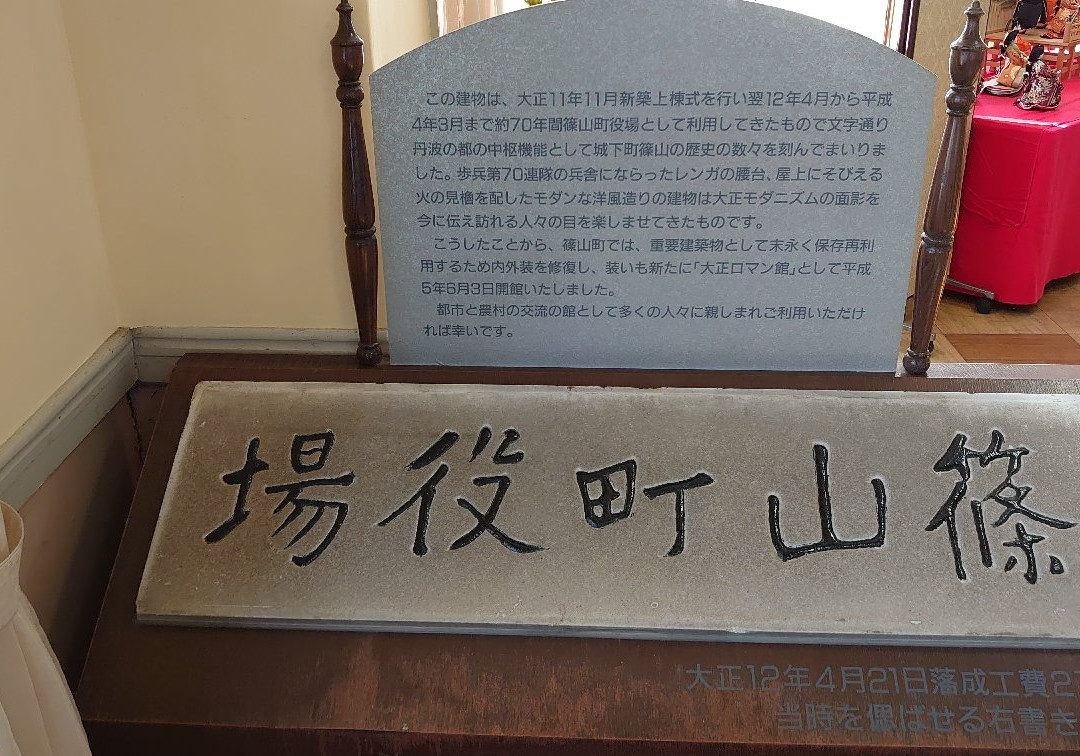 この建物は、大正11年11月新築上棟式を行い翌12年4月から平成
4年3月まで約70年間篠山町役場として利用してきたもので文字通り
丹波の都の中枢機能として城下町篠山の歴史の数々を刻んでまいりま
した。歩兵第70連隊の兵舎にならったレンガの腰台、屋上にそびえる
火の見櫓を配したモダンな洋風造りの建物は大正モダニズムの面影を
今に伝え訪れる人々の目を楽しませてきたものです。
こうしたことから、篠山町では、重要建築物として末永く保存再利
用するため内外装を修復し、装いも新たに「大正ロマン館」として平成
5年6月3日開館いたしました。
都市と農村の交流の館として多くの人々に親しまれご利用いただけ
れば幸いです。
場役町山篠
大正12年4月21日落成工費2
当時を偲ばせる右書き